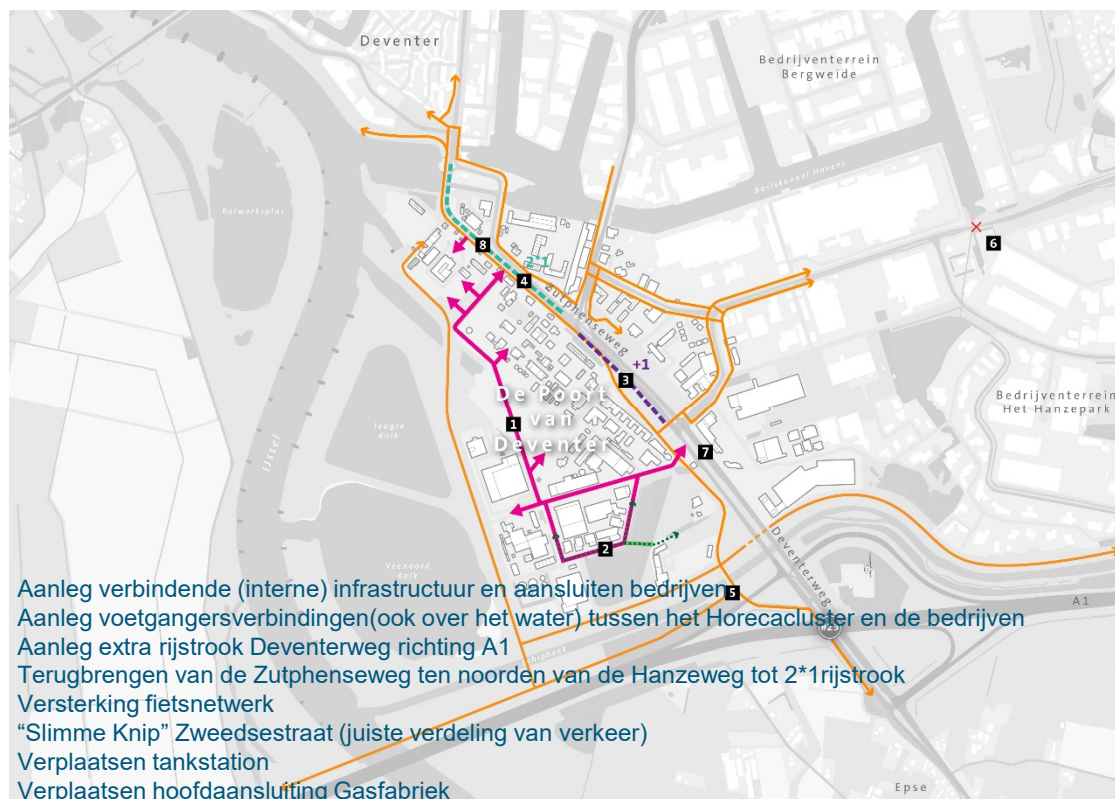 Deventer
Bedrijventerrein
Bergweide
Basiskanaal Havens
Bolwerksplas
6
8
2*1
4
Zutphenseweg
+1
3
De Poort
van
Deventer
Bedrijventerrein
Het Hanzepark
1
Teugse
Kolk
IJssel
7
2
Deventerweg
Veenoord
Kolk
5
A1
Aanleg verbindende (interne) infrastructuur en aansluiten bedrijven
Aanleg voetgangersverbindingen(ook over het water) tussen het Horecacluster en de bedrijven
#23
Aanleg extra rijstrook Deventerweg richting A1
Terugbrengen van de Zutphenseweg ten noorden van de Hanzeweg tot 2*1rijstrook
Versterking fietsnetwerk
“Slimme Knip” Zweedsestraat (juiste verdeling van verkeer)
Verplaatsen tankstation
Verplaatsen hoofdaansluiting Gasfabriek
Epse